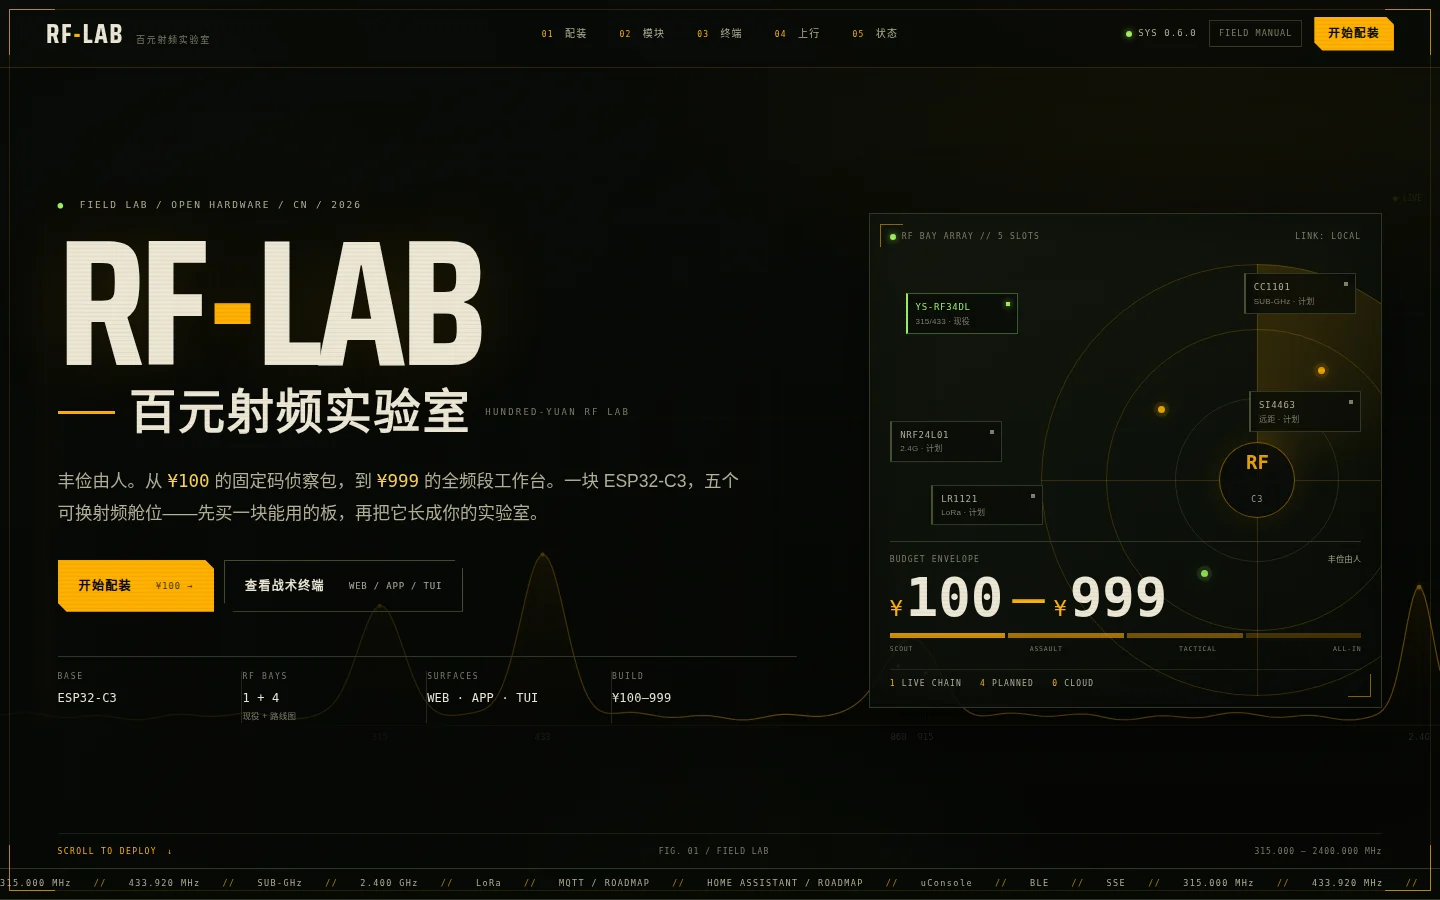 RF-LAB 百元射频实验室
01 配装 02 模块 03 终端 04 上行 05 状态
SYS 0.6.0 FIELD MANUAL 开始配装
LIVE
FIELD LAB / OPEN HARDWARE / CN / 2026
RF-LAB
百元射频实验室 HUNDRED-YUAN RF LAB
丰俭由人。从 ¥100 的固定码侦察包，到 ¥999 的全频段工作台。一块 ESP32-C3，五个
可换射频舱位——先买一块能用的板，再把它长成你的实验室。
开始配装 ¥100 →
查看战术终端 WEB / APP / TUI
BASE
ESP32-C3
RF BAYS
1 + 4
现役 + 路线图
SURFACES
WEB · APP · TUI
BUILD
¥100—999
RF BAY ARRAY // 5 SLOTS LINK: LOCAL
CC1101
SUB-GHz · 计划
YS-RF34DL
315/433 · 现役
SI4463
远距 · 计划
NRF24L01
2.4G · 计划
RF
C3
LR1121
LoRa · 计划
BUDGET ENVELOPE 丰俭由人
¥100—¥999
SCOUT ASSAULT TACTICAL ALL-IN
1 LIVE CHAIN 4 PLANNED 0 CLOUD
315 433 868 915 2.4G
SCROLL TO DEPLOY ↓ FIG. 01 / FIELD LAB 315.000 — 2400.000 MHz
315.000 MHz // 433.920 MHz // SUB-GHz // 2.400 GHz // LoRa // MQTT / ROADMAP // HOME ASSISTANT / ROADMAP // uConsole // BLE // SSE // 315.000 MHz // 433.920 MHz //